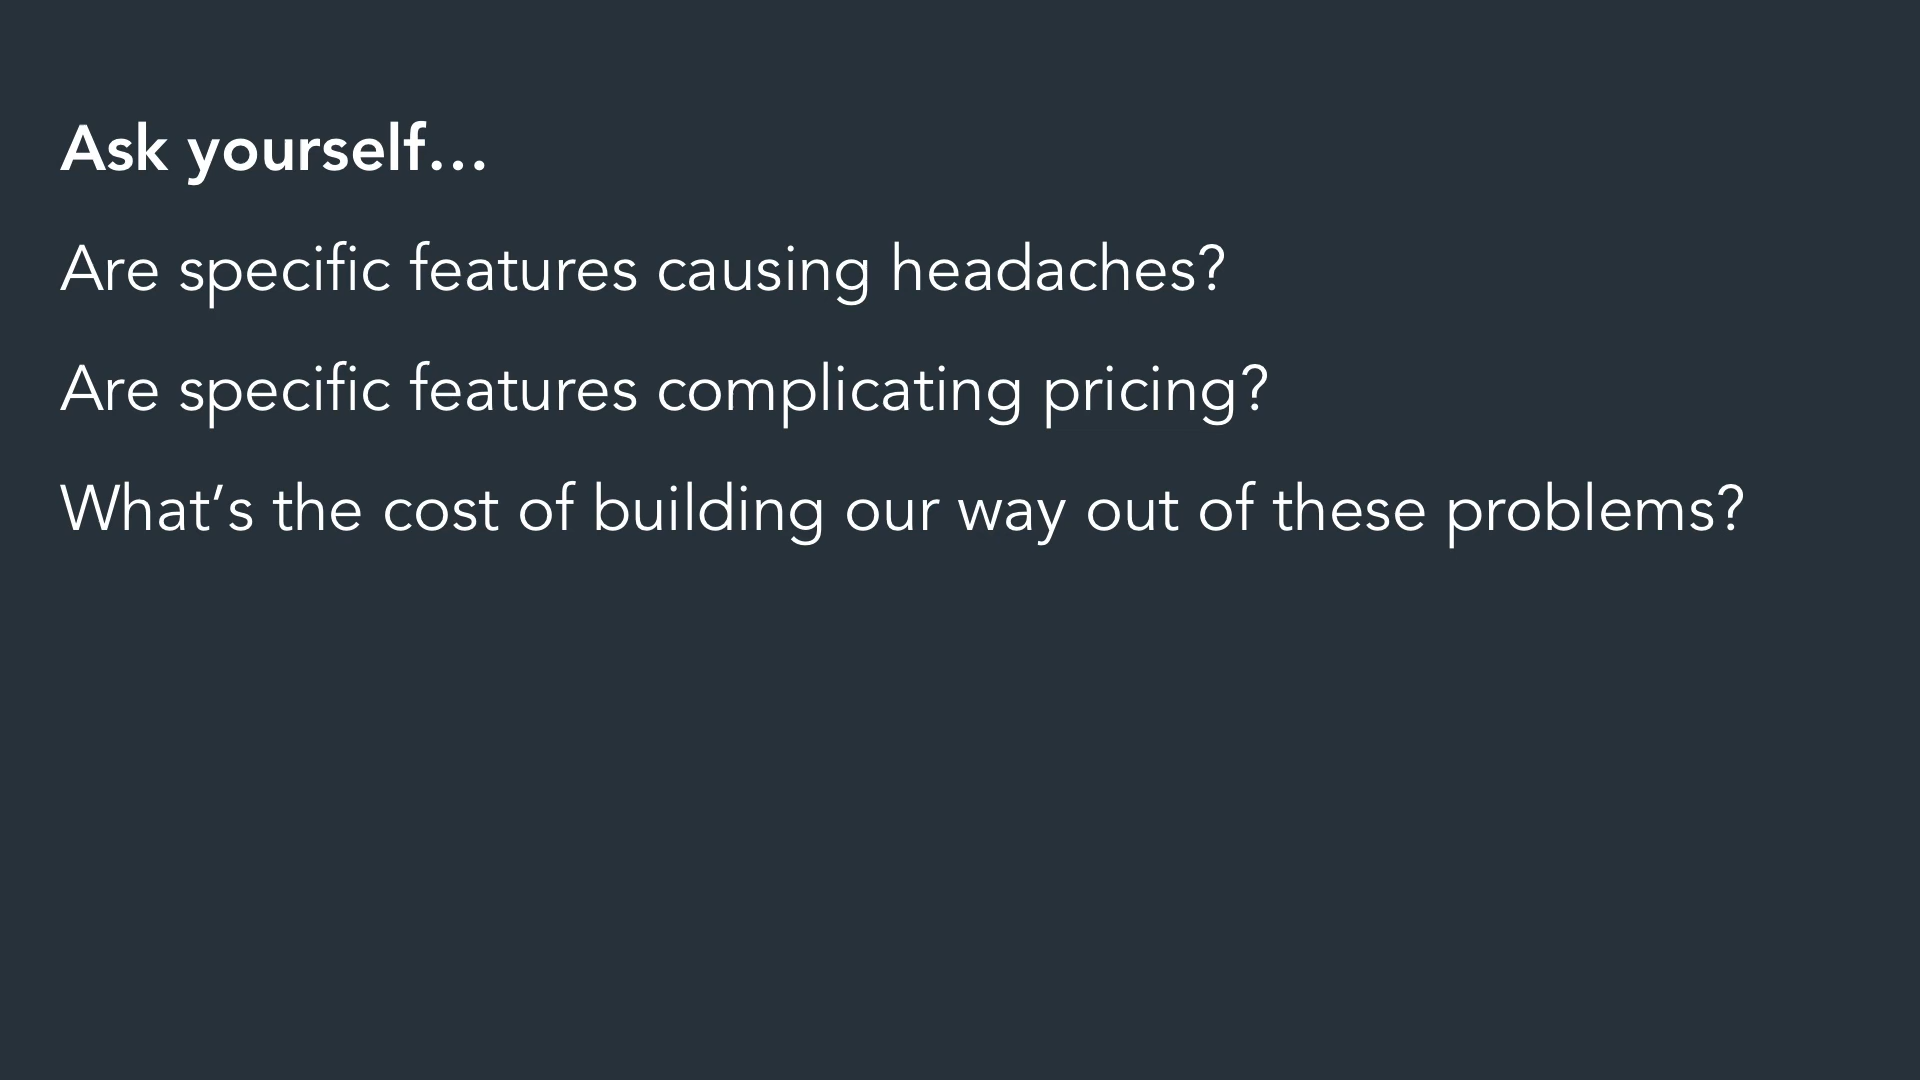 Ask yourself…
Are specific features causing headaches?
Are specific features complicating pricing?
What’s the cost of building our way out of these problems?